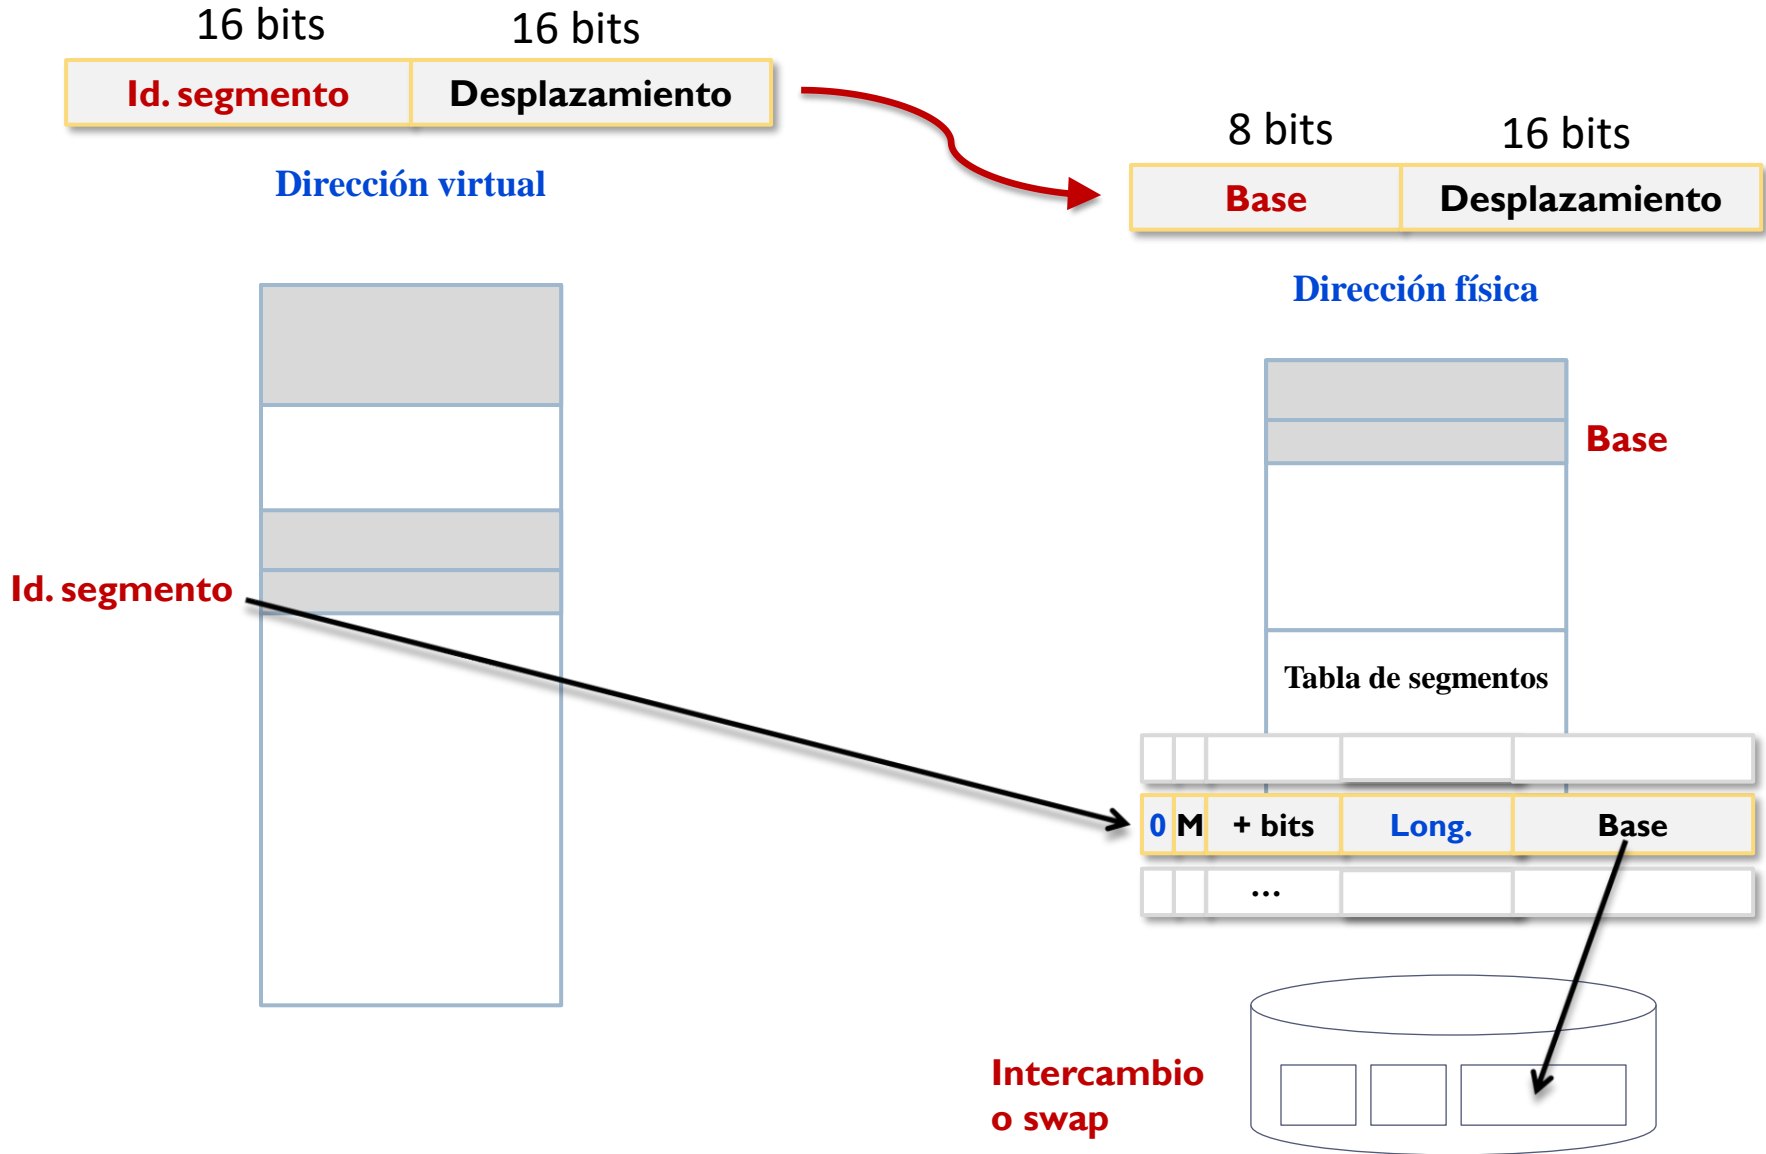 16 bits 16 bits
Id. segmento Desplazamiento
Dirección virtual
8 bits 16 bits
Base Desplazamiento
Dirección física
Base
Id. segmento
Tabla de segmentos
0 M + bits Long. Base
...
Intercambio
o swap